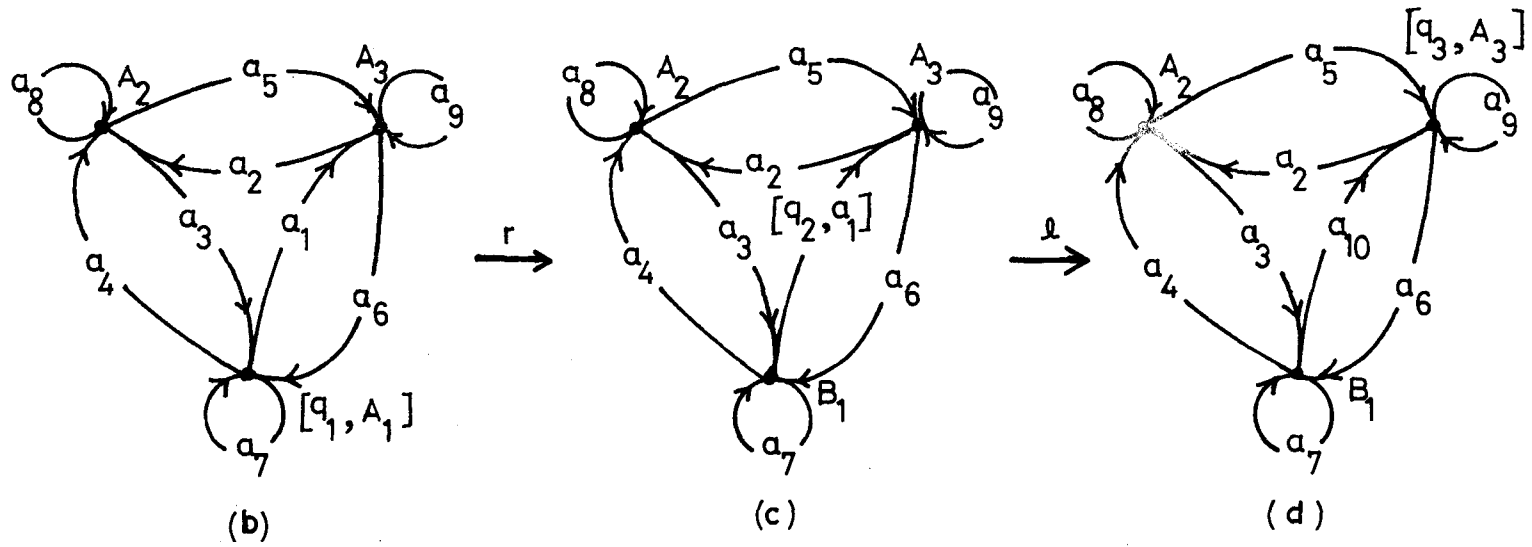 A₂ a₅ A₃
a₈ a₉
a₂
a₃ a₁
a₄ a₆
[q₁, A₁]
a₇
(b)
r
A₂ a₅ A₃
a₈ a₉
a₂
[q₂, a₁]
a₃
a₄ a₆
B₁
a₇
(c)
ℓ
[q₃, A₃]
A₂ a₅
a₈ a₉
a₂
a₃ a₁₀
a₄ a₆
B₁
a₇
(d)